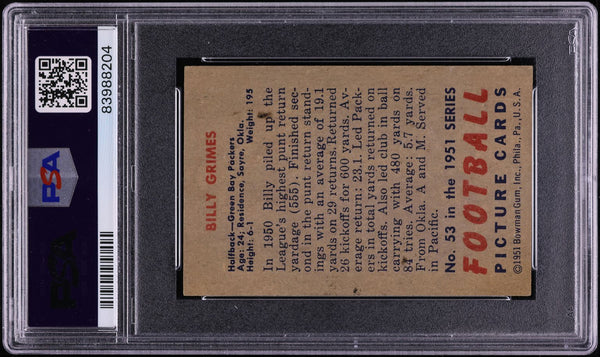 83988204
PSA
BILLY GRIMES
Halfback—Green Bay Packers
Age: 24; Residence, Sayre, Okla.
Height: 6-1 Weight: 195
In 1950 Billy piled up the
League's highest punt return
yardage (555). Finished sec-
ond in the punt return stand-
ings with an average of 19.1
yards on 29 returns. Returned
26 kickoffs for 600 yards. Av-
erage return: 23.1. Led Pack-
ers in total yards returned on
kickoffs. Also led club in ball
carrying with 480 yards on
84 tries. Average: 5.7 yards.
From Okla. A and M. Served
in Pacific.
No. 53 in the 1951 SERIES
FOOTBALL
PICTURE CARDS
©1951 Bowman Gum, Inc., Phila., Pa., U.S.A.
PSA
PSA